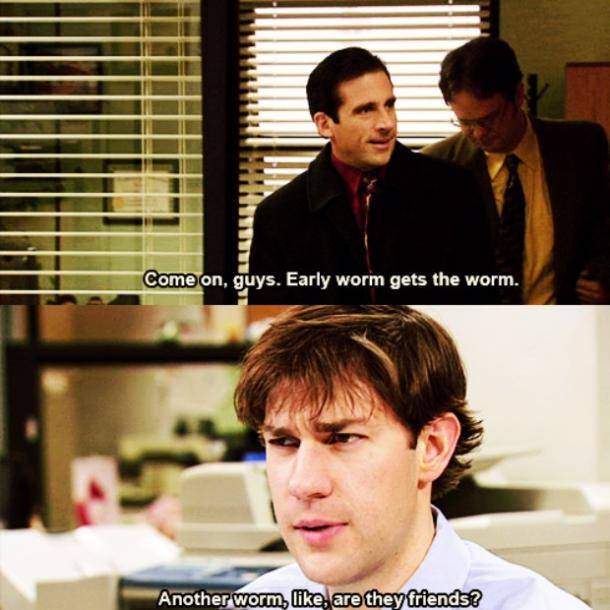 Come on, guys. Early worm gets the worm.
Another worm, like, are they friends?